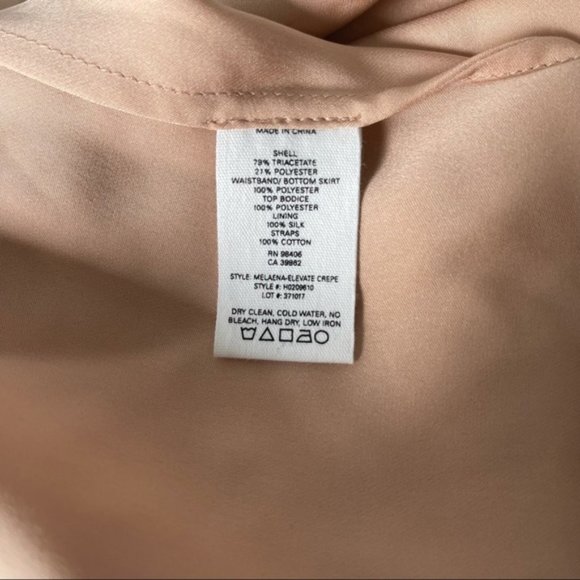 MADE IN CHINA
SHELL
79% TRIACETATE
21% POLYESTER
WAISTBAND/ BOTTOM SKIRT
100% POLYESTER
TOP BODICE
100% POLYESTER
LINING
100% SILK
STRAPS
100% COTTON
RN 98406
CA 39962
STYLE: MELAENA-ELEVATE CREPE
STYLE #: H0209610
LOT #: 371017
DRY CLEAN, COLD WATER, NO
BLEACH, HANG DRY, LOW IRON